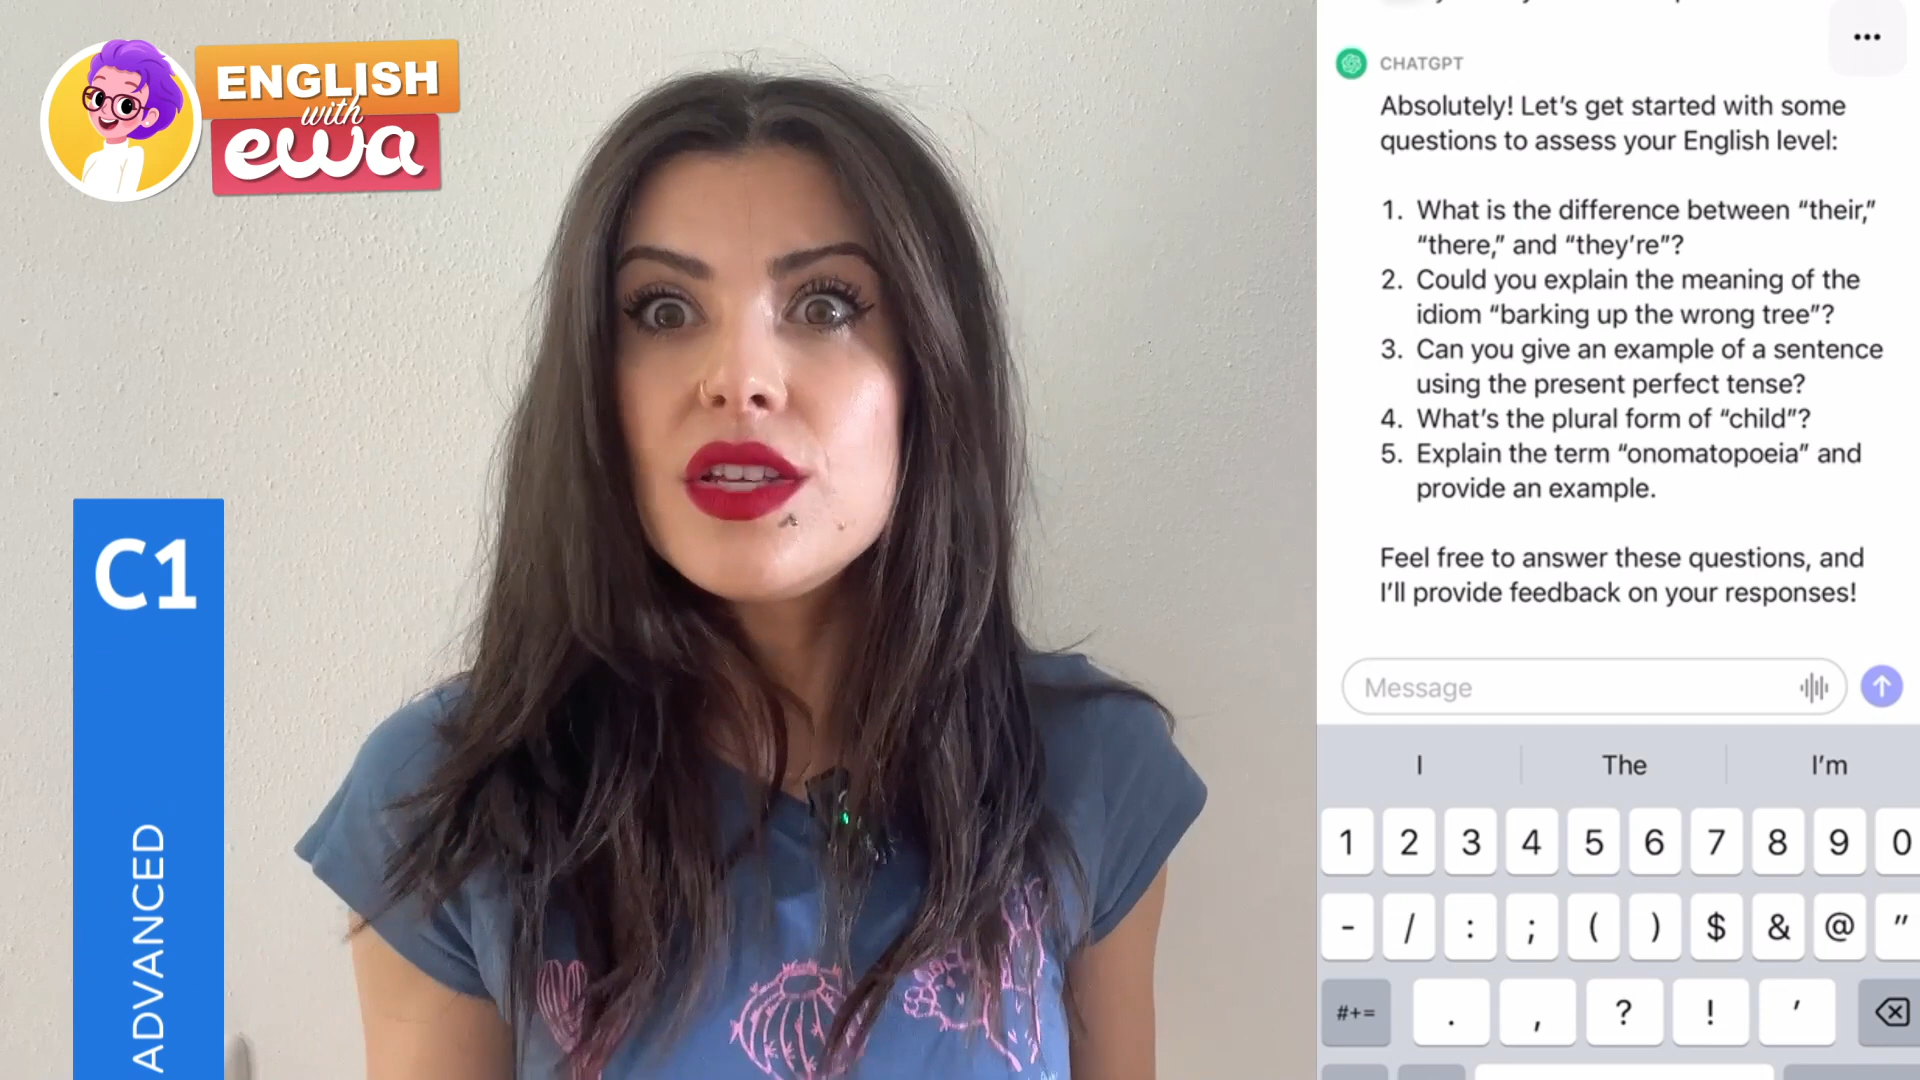 ENGLISH
with
ewa
C1
ADVANCED
CHATGPT
Absolutely! Let’s get started with some
questions to assess your English level:
1. What is the difference between “their,”
“there,” and “they’re”?
2. Could you explain the meaning of the
idiom “barking up the wrong tree”?
3. Can you give an example of a sentence
using the present perfect tense?
4. What’s the plural form of “child”?
5. Explain the term “onomatopoeia” and
provide an example.
Feel free to answer these questions, and
I’ll provide feedback on your responses!
Message
I The I’m
1 2 3 4 5 6 7 8 9 0
- / : ; ( ) $ & @ "
#+= . , ? ! ’